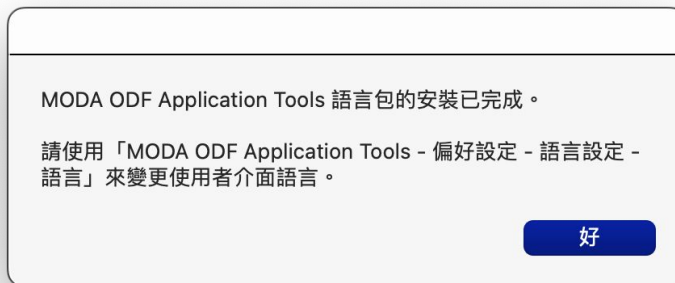 MODA ODF Application Tools 語言包的安裝已完成。
請使用「MODA ODF Application Tools - 偏好設定 - 語言設定 -
語言」來變更使用者介面語言。
好